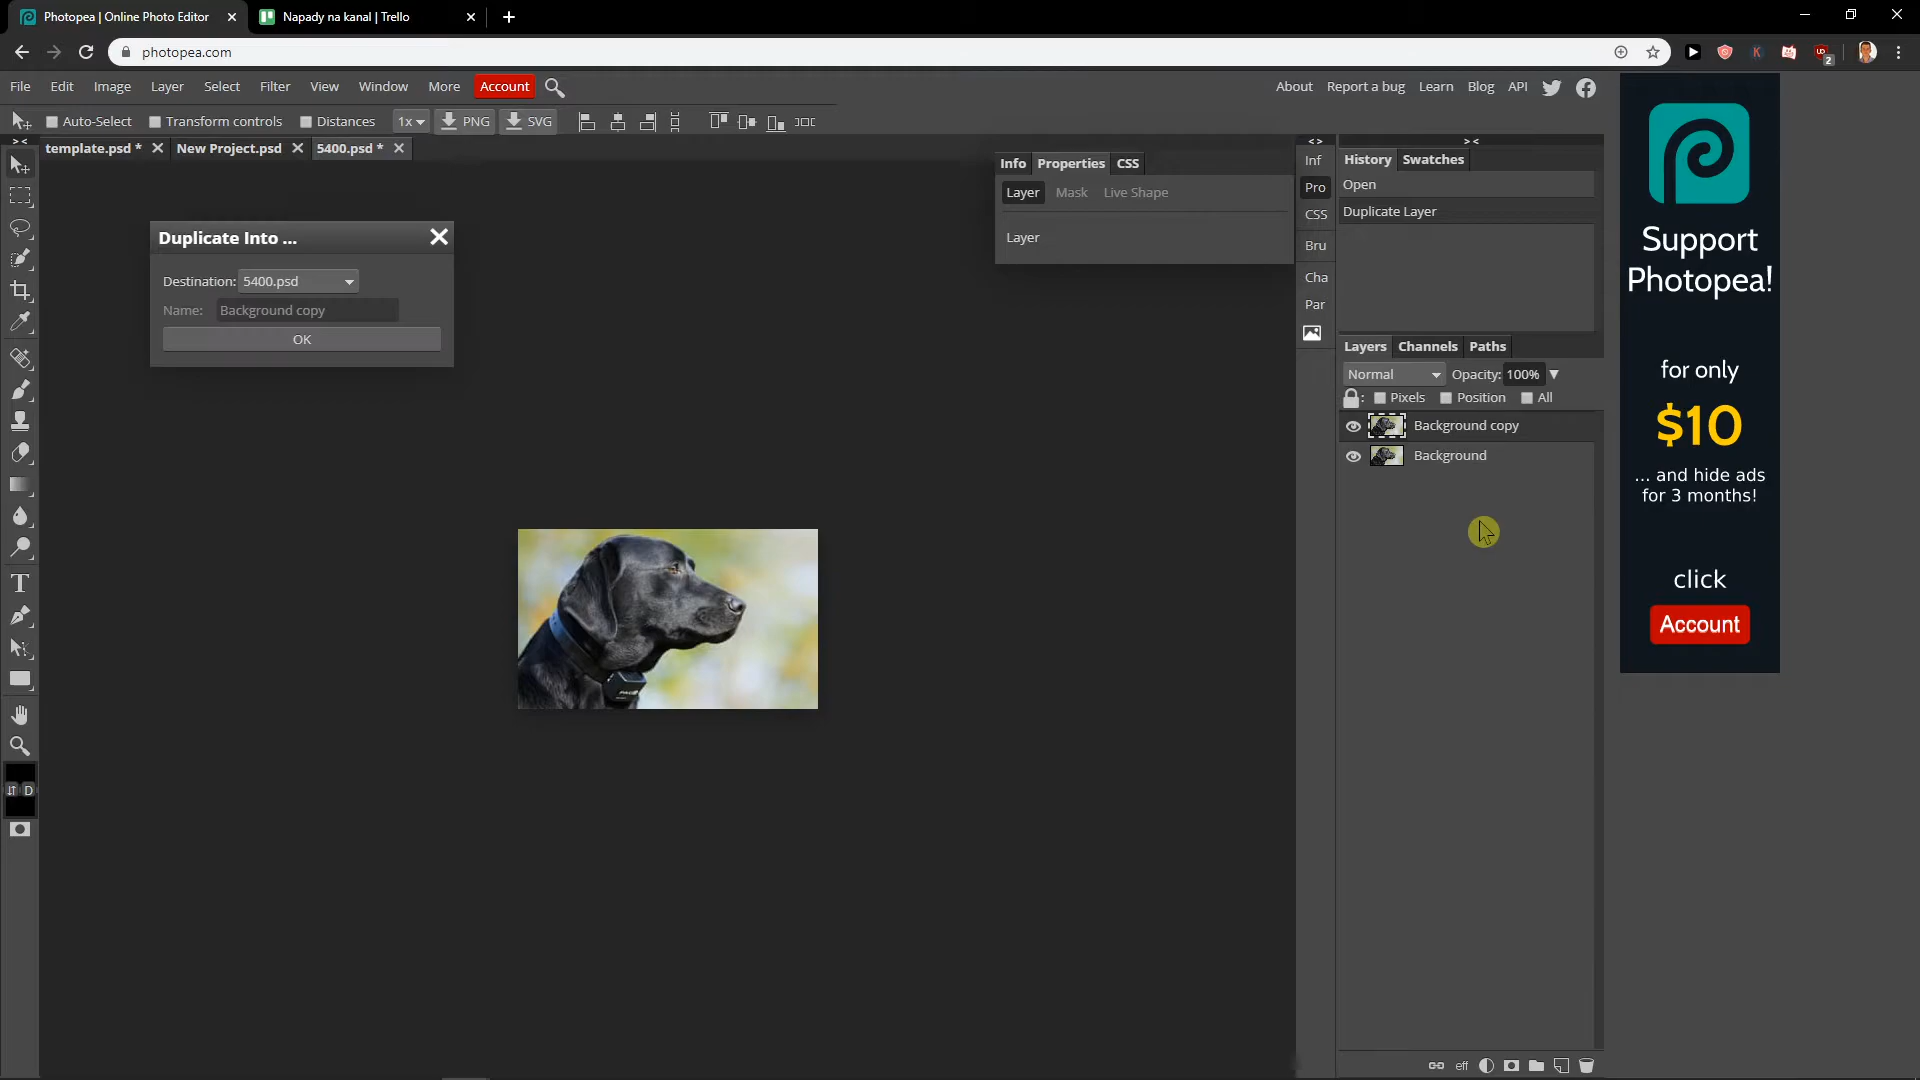 Photopea | Online Photo Editor
Napady na kanal | Trello
photopea.com
2
File Edit Image Layer Select Filter View Window More Account
About Report a bug Learn Blog API
Auto-Select Transform controls Distances 1x PNG SVG
template.psd * New Project.psd 5400.psd *
Info Properties CSS
Layer Mask Live Shape
Layer
Duplicate Into ...
Destination: 5400.psd
Name: Background copy
OK
Inf
Pro
CSS
Bru
Cha
Par
History Swatches
Open
Duplicate Layer
Layers Channels Paths
Normal Opacity: 100%
Pixels Position All
Background copy
Background
eff
D
Support
Photopea!
for only
$10
... and hide ads
for 3 months!
click
Account